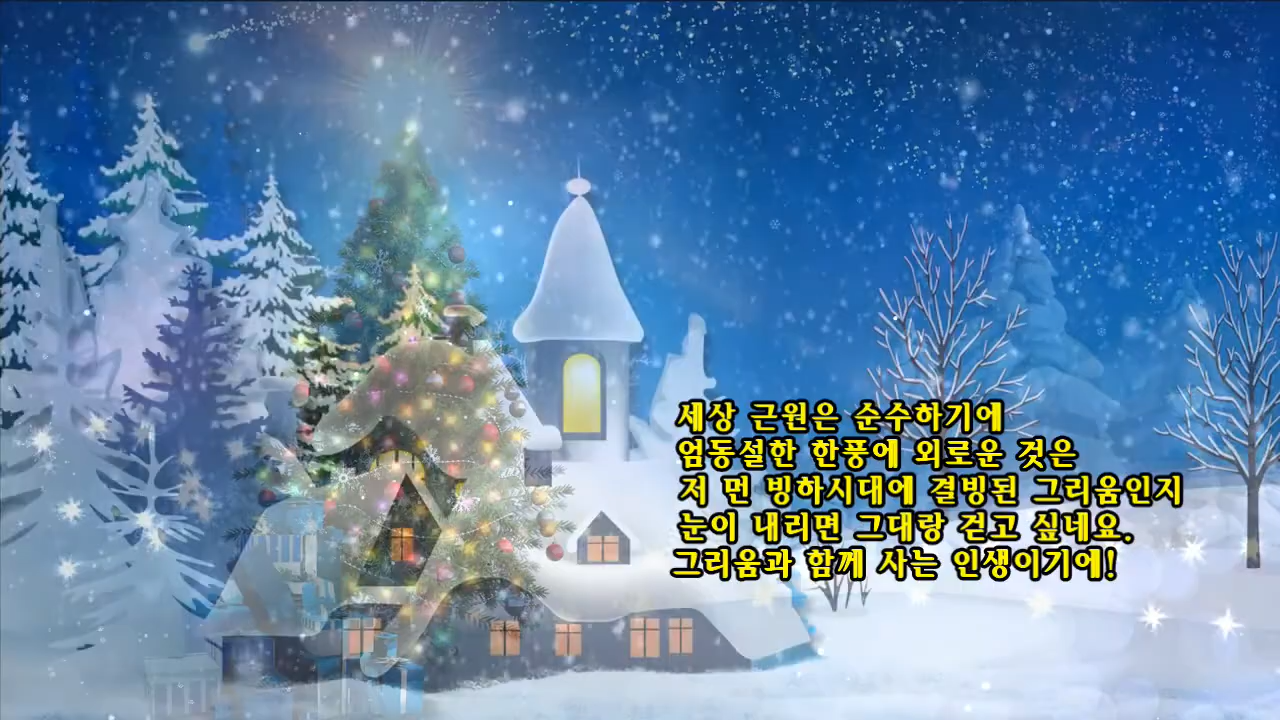 세상 근원은 순수하기에
엄동설한 한풍에 외로운 것은
저 먼 빙하시대에 결빙된 그리움인지
눈이 내리면 그대랑 걷고 싶네요.
그리움과 함께 사는 인생이기에!